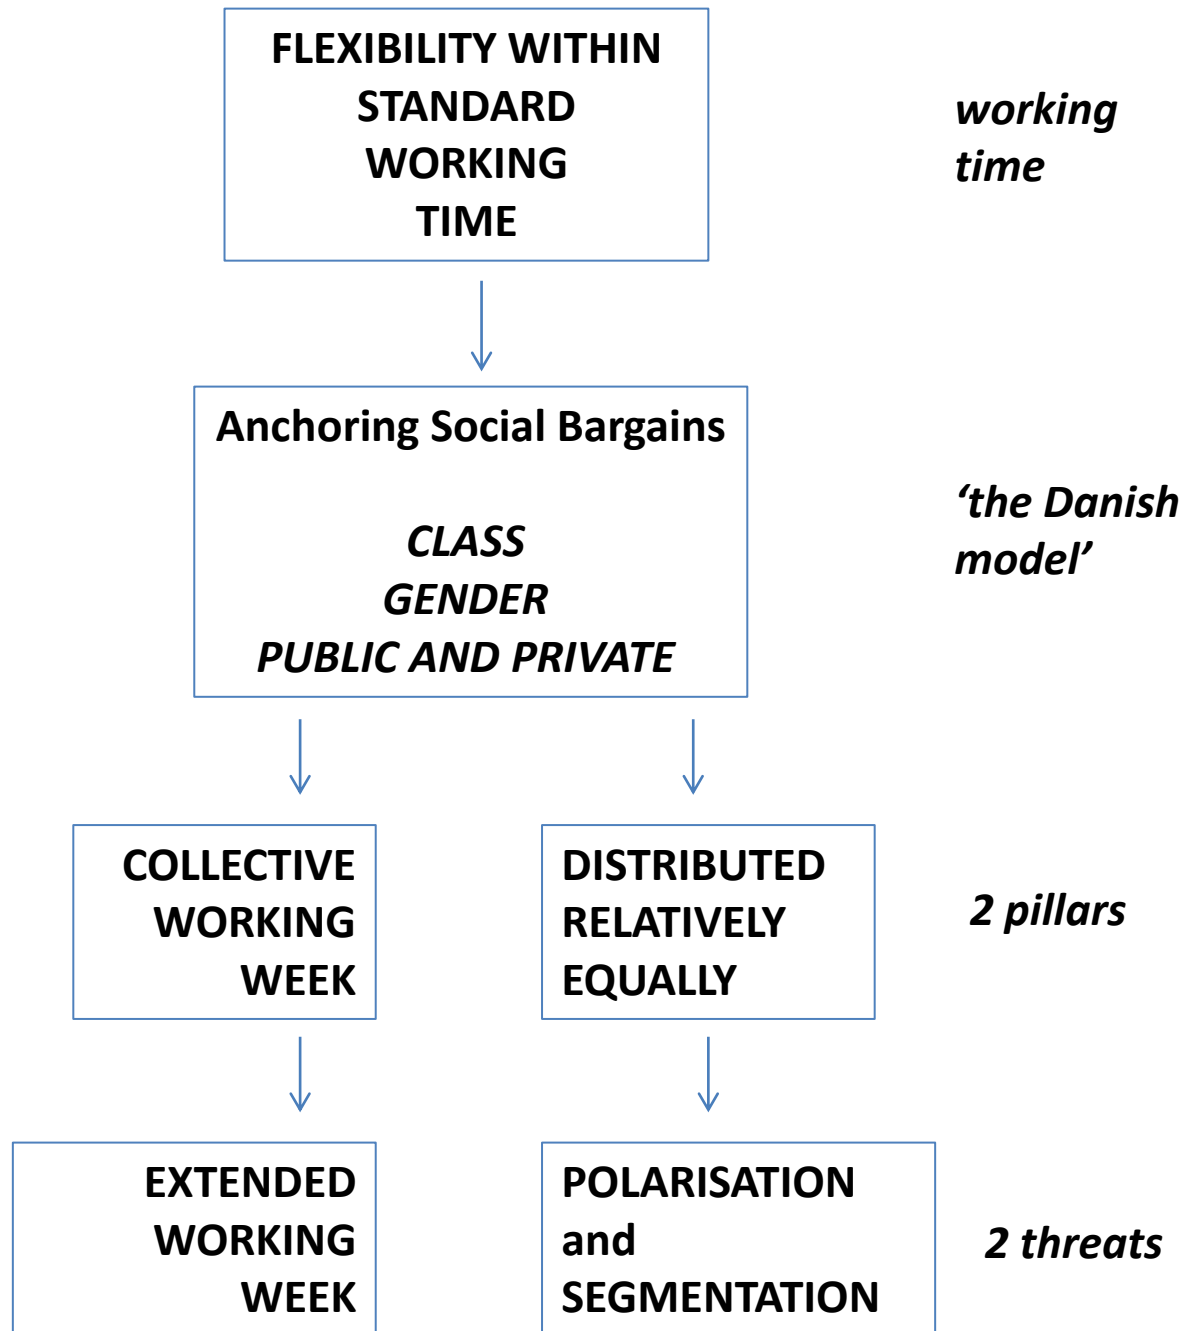 FLEXIBILITY WITHIN
STANDARD
WORKING
TIME
working
time
Anchoring Social Bargains
CLASS
GENDER
PUBLIC AND PRIVATE
‘the Danish
model’
COLLECTIVE
WORKING
WEEK
DISTRIBUTED
RELATIVELY
EQUALLY
2 pillars
EXTENDED
WORKING
WEEK
POLARISATION
and
SEGMENTATION
2 threats